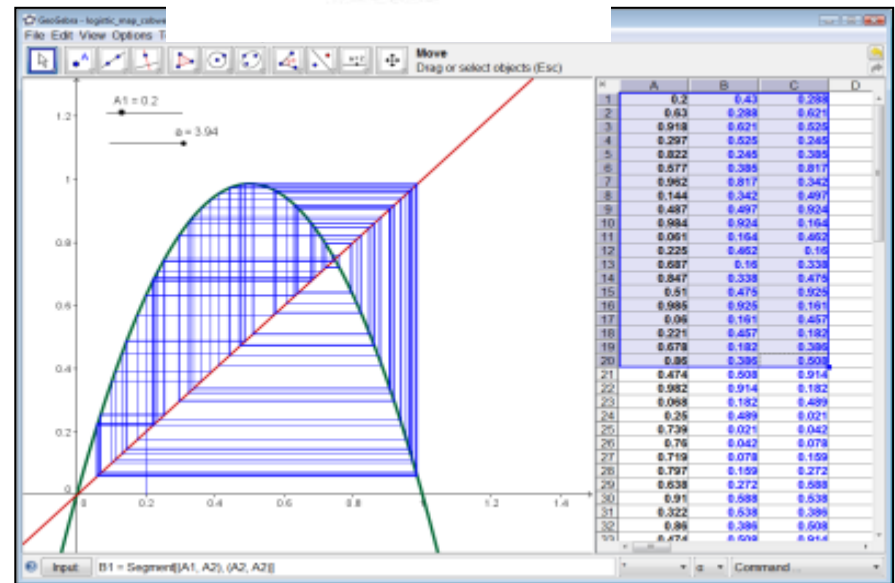 GeoGebra - logistic_map_cobwe
File Edit View Options T
Move
Drag or select objects (Esc)
A1 = 0.2
a = 3.94
1.2
1
0.8
0.6
0.4
0.2
0
0 0.2 0.4 0.6 0.8 1 1.2 1.4
A B C D
1 0.2 0.43 0.288
2 0.63 0.288 0.621
3 0.918 0.621 0.525
4 0.297 0.525 0.245
5 0.822 0.245 0.385
6 0.577 0.385 0.817
7 0.962 0.817 0.342
8 0.144 0.342 0.497
9 0.487 0.497 0.924
10 0.984 0.924 0.164
11 0.061 0.164 0.462
12 0.225 0.462 0.16
13 0.687 0.16 0.338
14 0.847 0.338 0.475
15 0.51 0.475 0.925
16 0.985 0.925 0.161
17 0.06 0.161 0.457
18 0.221 0.457 0.182
19 0.678 0.182 0.386
20 0.86 0.386 0.508
21 0.474 0.508 0.914
22 0.982 0.914 0.182
23 0.068 0.182 0.489
24 0.25 0.489 0.021
25 0.739 0.021 0.042
26 0.76 0.042 0.078
27 0.719 0.078 0.159
28 0.797 0.159 0.272
29 0.638 0.272 0.588
30 0.91 0.588 0.538
31 0.322 0.538 0.386
32 0.86 0.386 0.508
33 0.474 0.508 0.914
Input: B1 = Segment[(A1, A2), (A2, A2)]
α Command...